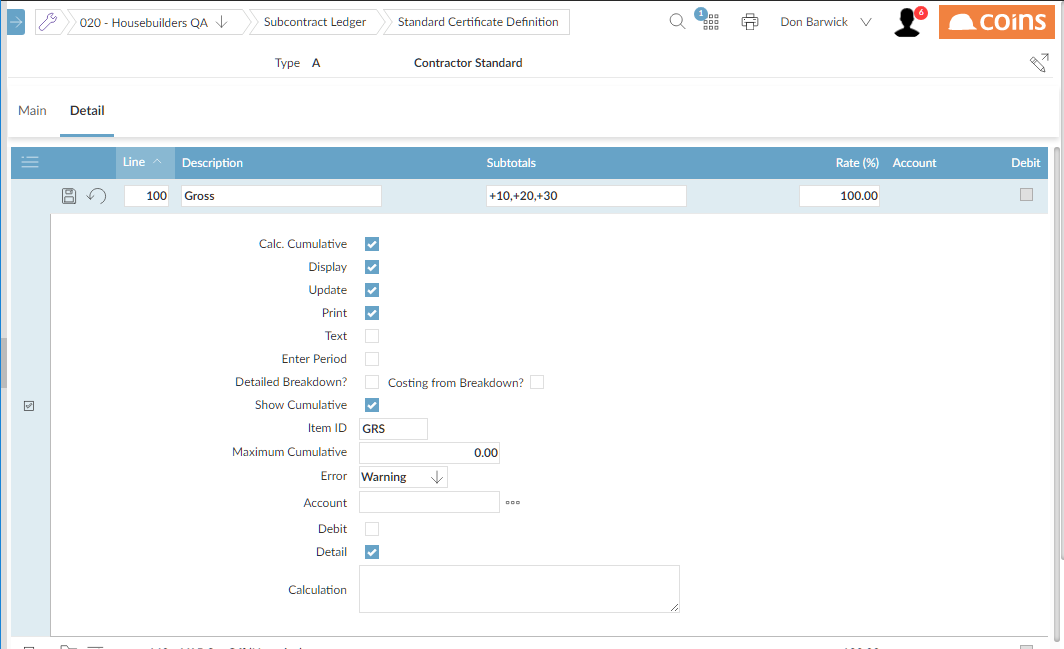 020 - Housebuilders QA Subcontract Ledger Standard Certificate Definition 1 Don Barwick 6 coins
Type A Contractor Standard
Main Detail
Line Description Subtotals Rate (%) Account Debit
100 Gross +10,+20,+30 100.00
Calc. Cumulative
Display
Update
Print
Text
Enter Period
Detailed Breakdown? Costing from Breakdown?
Show Cumulative
Item ID GRS
Maximum Cumulative 0.00
Error Warning
Account
Debit
Detail
Calculation